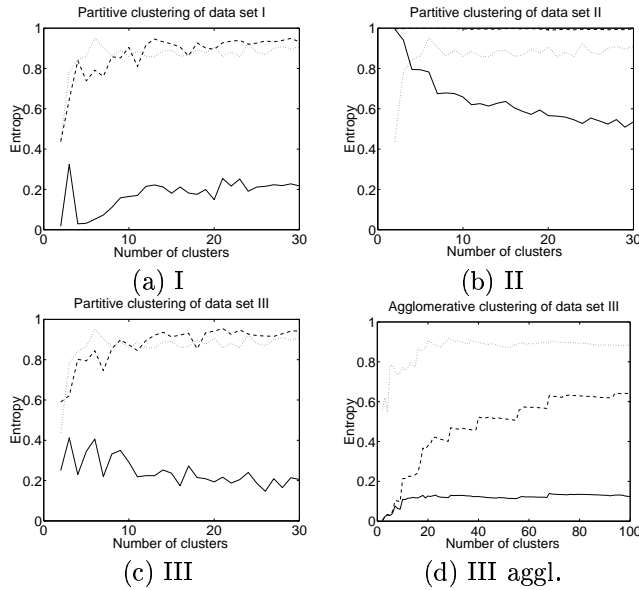 Partitive clustering of data set I
1
0.8
0.6
0.4
0.2
0
Entropy
0 10 20 30
Number of clusters
(a) I
Partitive clustering of data set II
1
0.8
0.6
0.4
0.2
0
Entropy
0 10 20 30
Number of clusters
(b) II
Partitive clustering of data set III
1
0.8
0.6
0.4
0.2
0
Entropy
0 10 20 30
Number of clusters
(c) III
Agglomerative clustering of data set III
1
0.8
0.6
0.4
0.2
0
Entropy
0 20 40 60 80 100
Number of clusters
(d) III aggl.